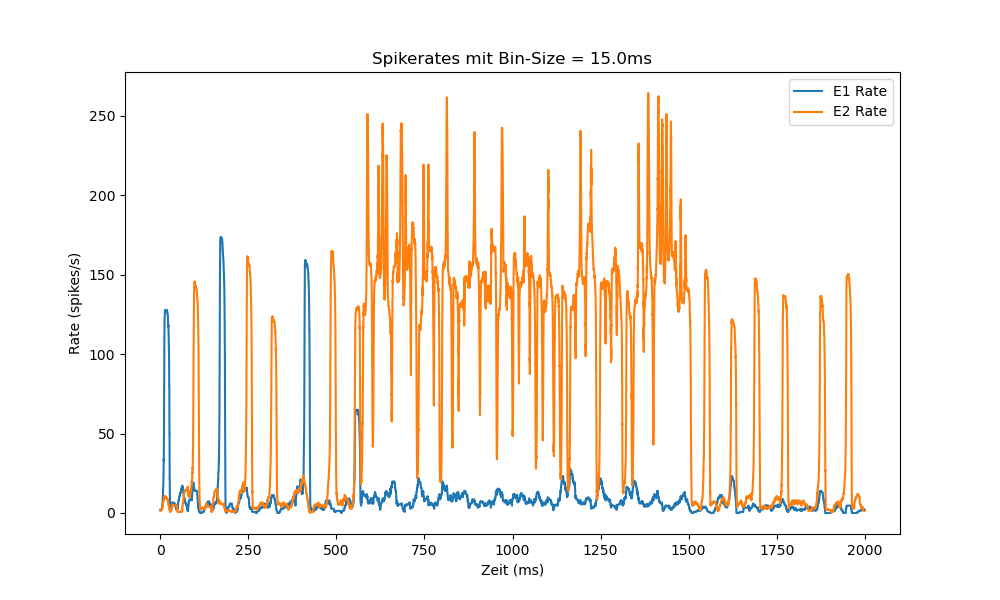 Spikerates mit Bin-Size = 15.0ms
E1 Rate
E2 Rate
Rate (spikes/s)
250
200
150
100
50
0
0 250 500 750 1000 1250 1500 1750 2000
Zeit (ms)